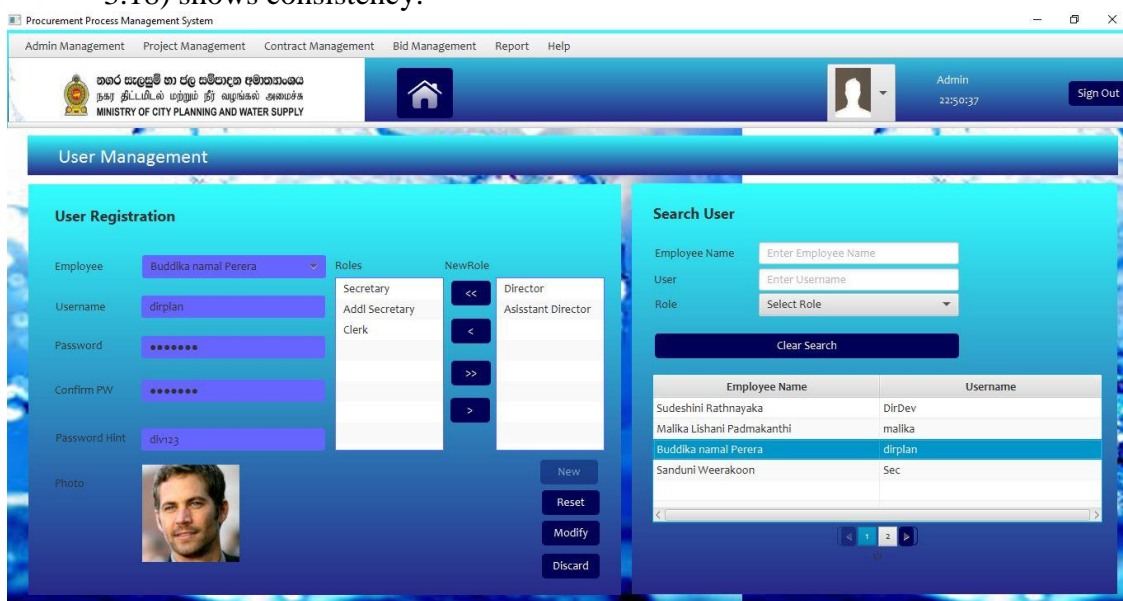 3.18) shows consistency.
Procurement Process Management System
Admin Management Project Management Contract Management Bid Management Report Help
නගර සැලසුම් හා ජල සම්පාදන අමාත්‍යාංශය
நகர திட்டமிடல் மற்றும் நீர் வழங்கல் அமைச்சு
MINISTRY OF CITY PLANNING AND WATER SUPPLY
Admin
22:50:37
Sign Out
User Management
User Registration
Employee Buddika namal Perera
Username dirplan
Password
Confirm PW
Password Hint div123
Photo
Roles NewRole
Secretary
Addl Secretary
Clerk
<<
<
>>
>
Director
Asisstant Director
New
Reset
Modify
Discard
Search User
Employee Name Enter Employee Name
User Enter Username
Role Select Role
Clear Search
Employee Name Username
Sudeshini Rathnayaka DirDev
Malika Lishani Padmakanthi malika
Buddika namal Perera dirplan
Sanduni Weerakoon Sec
1 2